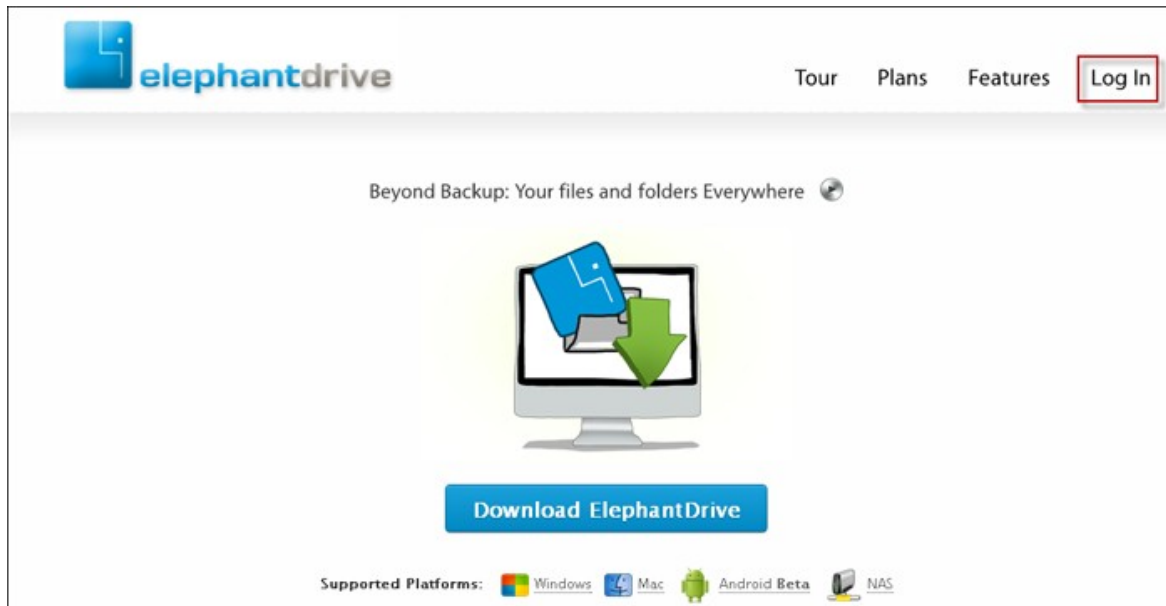 elephantdrive
Tour Plans Features Log In
Beyond Backup: Your files and folders Everywhere
Download ElephantDrive
Supported Platforms: Windows Mac Android Beta NAS